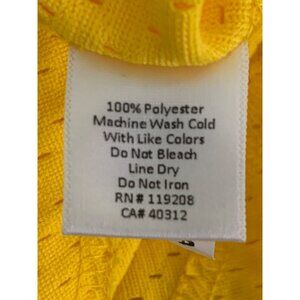 100% Polyester
Machine Wash Cold
With Like Colors
Do Not Bleach
Line Dry
Do Not Iron
RN# 119208
CA# 40312